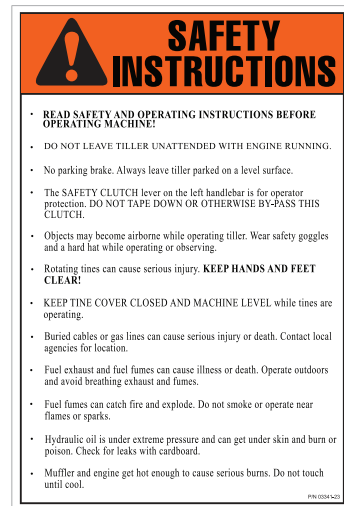 SAFETY
INSTRUCTIONS
• READ SAFETY AND OPERATING INSTRUCTIONS BEFORE
OPERATING MACHINE!
• DO NOT LEAVE TILLER UNATTENDED WITH ENGINE RUNNING.
• No parking brake. Always leave tiller parked on a level surface.
• The SAFETY CLUTCH lever on the left handlebar is for operator
protection. DO NOT TAPE DOWN OR OTHERWISE BY-PASS THIS
CLUTCH.
• Objects may become airborne while operating tiller. Wear safety goggles
and a hard hat while operating or observing.
• Rotating tines can cause serious injury. KEEP HANDS AND FEET
CLEAR!
• KEEP TINE COVER CLOSED AND MACHINE LEVEL while tines are
operating.
• Buried cables or gas lines can cause serious injury or death. Contact local
agencies for location.
• Fuel exhaust and fuel fumes can cause illness or death. Operate outdoors
and avoid breathing exhaust and fumes.
• Fuel fumes can catch fire and explode. Do not smoke or operate near
flames or sparks.
• Hydraulic oil is under extreme pressure and can get under skin and burn or
poison. Check for leaks with cardboard.
• Muffler and engine get hot enough to cause serious burns. Do not touch
until cool.
P/N 03341-23